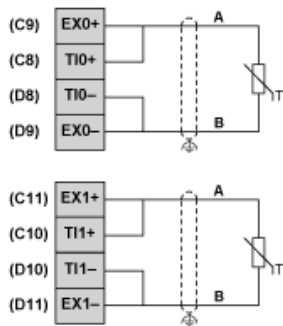 (C9) EX0+ A
(C8) TI0+
(D8) TI0– T
(D9) EX0– B
(C11) EX1+ A
(C10) TI1+
(D10) TI1– T
(D11) EX1– B